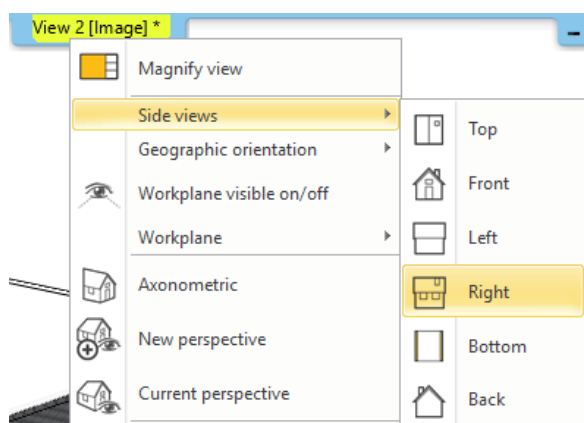 View 2 [Image] *
Magnify view
Side views
Geographic orientation
Workplane visible on/off
Workplane
Axonometric
New perspective
Current perspective
Top
Front
Left
Right
Bottom
Back